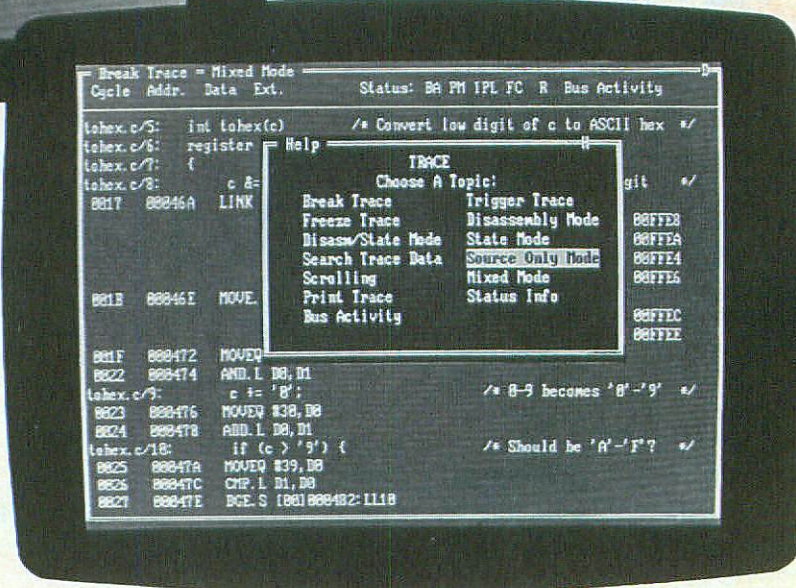 Break Trace = Mixed Mode D
Cycle Addr. Data Ext. Status: BA PM IPL FC R Bus Activity
tohex.c/5: int tohex(c) /* Convert low digit of c to ASCII hex */
tohex.c/6: register
tohex.c/7: {
tohex.c/8: c &= git */
Help H
TRACE
Choose A Topic:
Break Trace Trigger Trace
Freeze Trace Disassembly Mode
Disasm/State Mode State Mode
Search Trace Data Source Only Mode
Scrolling Mixed Mode
Print Trace Status Info
Bus Activity
0017 00046A LINK
00FFE8
00FFEA
00FFE4
00FFE6
001B 00046E MOVE.
00FFEC
00FFEE
001F 000472 MOVEQ
0022 000474 AND.L D0,D1
tohex.c/9: c += '0'; /* 0-9 becomes '0'-'9' */
0023 000476 MOVEQ #30,D0
0024 000478 ADD.L D0,D1
tohex.c/10: if (c > '9') { /* Should be 'A'-'F'? */
0025 00047A MOVEQ #39,D0
0026 00047C CMP.L D1,D0
0027 00047E BGE.S [00]000482:LL10